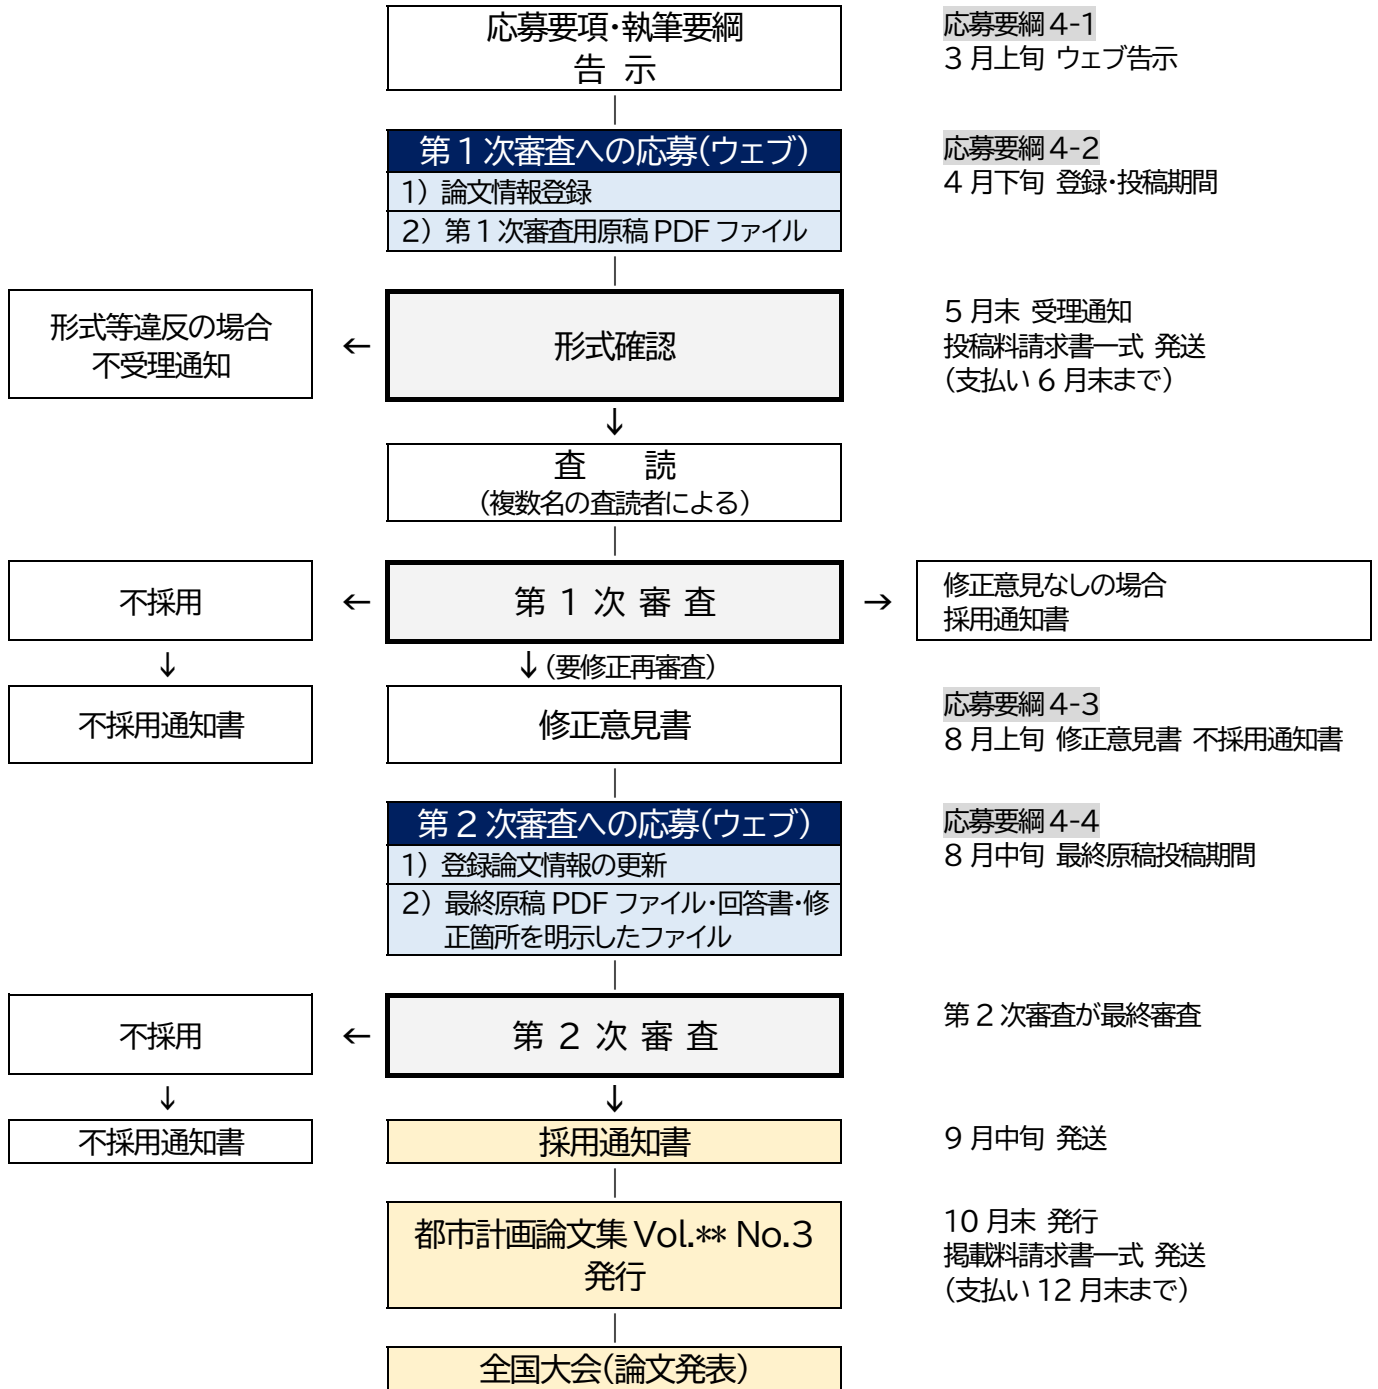 応募要項・執筆要綱
告 示
応募要綱 4-1
3 月上旬 ウェブ告示
第 1 次審査への応募(ウェブ)
1) 論文情報登録
2) 第 1 次審査用原稿 PDF ファイル
応募要綱 4-2
4 月下旬 登録・投稿期間
形式等違反の場合
不受理通知
←
形式確認
5 月末 受理通知
投稿料請求書一式 発送
(支払い 6 月末まで)
↓
査 読
(複数名の査読者による)
不採用
←
第 1 次 審 査
→
修正意見なしの場合
採用通知書
↓
↓(要修正再審査)
不採用通知書
修正意見書
応募要綱 4-3
8 月上旬 修正意見書 不採用通知書
第 2 次審査への応募(ウェブ)
1) 登録論文情報の更新
2) 最終原稿 PDF ファイル・回答書・修
正箇所を明示したファイル
応募要綱 4-4
8 月中旬 最終原稿投稿期間
不採用
←
第 2 次 審 査
第 2 次審査が最終審査
↓
↓
不採用通知書
採用通知書
9 月中旬 発送
都市計画論文集 Vol.** No.3
発行
10 月末 発行
掲載料請求書一式 発送
(支払い 12 月末まで)
全国大会(論文発表)